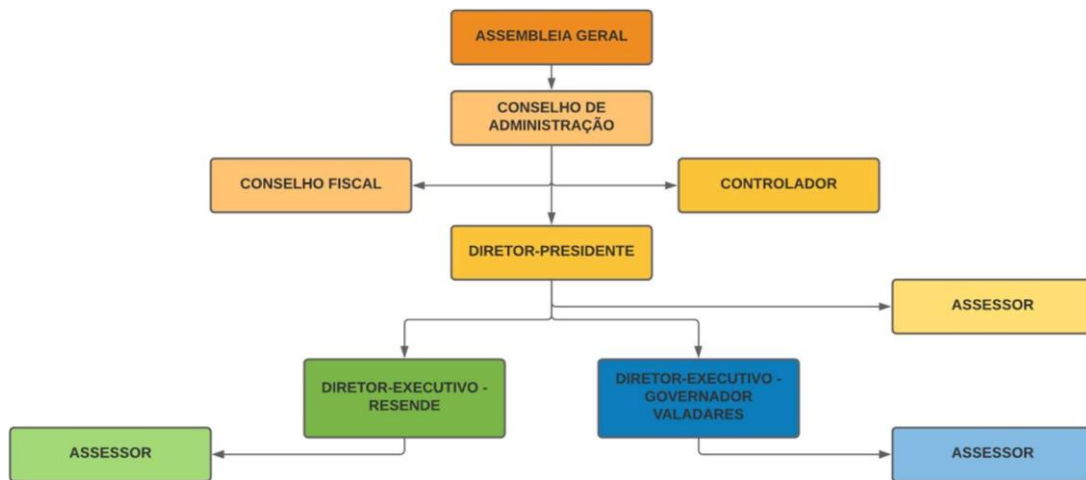 ASSEMBLEIA GERAL
CONSELHO DE
ADMINISTRAÇÃO
CONSELHO FISCAL
CONTROLADOR
DIRETOR-PRESIDENTE
ASSESSOR
DIRETOR-EXECUTIVO -
RESENDE
DIRETOR-EXECUTIVO -
GOVERNADOR
VALADARES
ASSESSOR
ASSESSOR